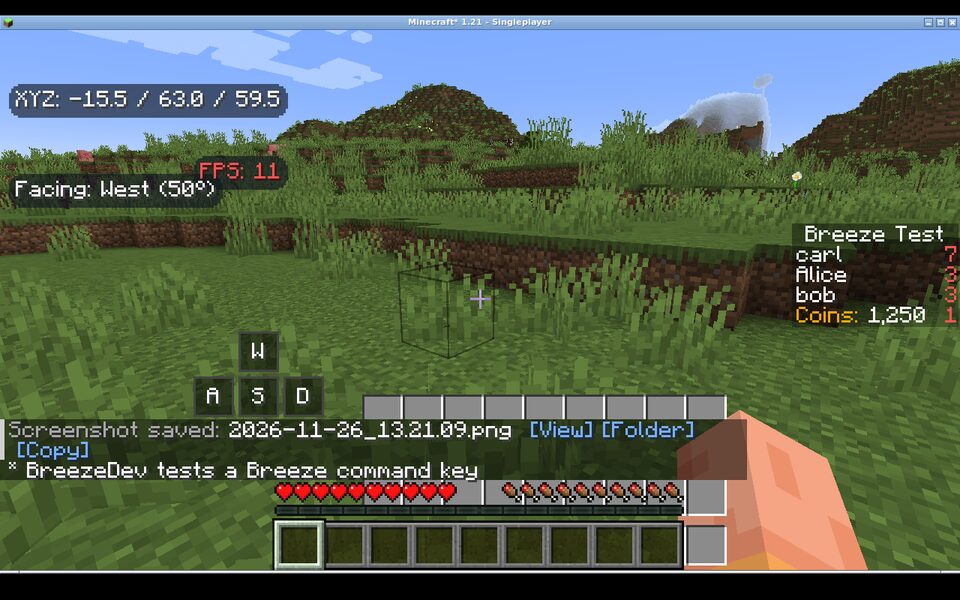 Minecraft* 1.21 - Singleplayer
XYZ: -15.5 / 63.0 / 59.5
FPS: 11
Facing: West (50°)
Breeze Test
carl 7
Alice 3
bob 3
Coins: 1,250 1
W
A S D
Screenshot saved: 2026-11-26_13.21.09.png [View] [Folder]
[Copy]
* BreezeDev tests a Breeze command key